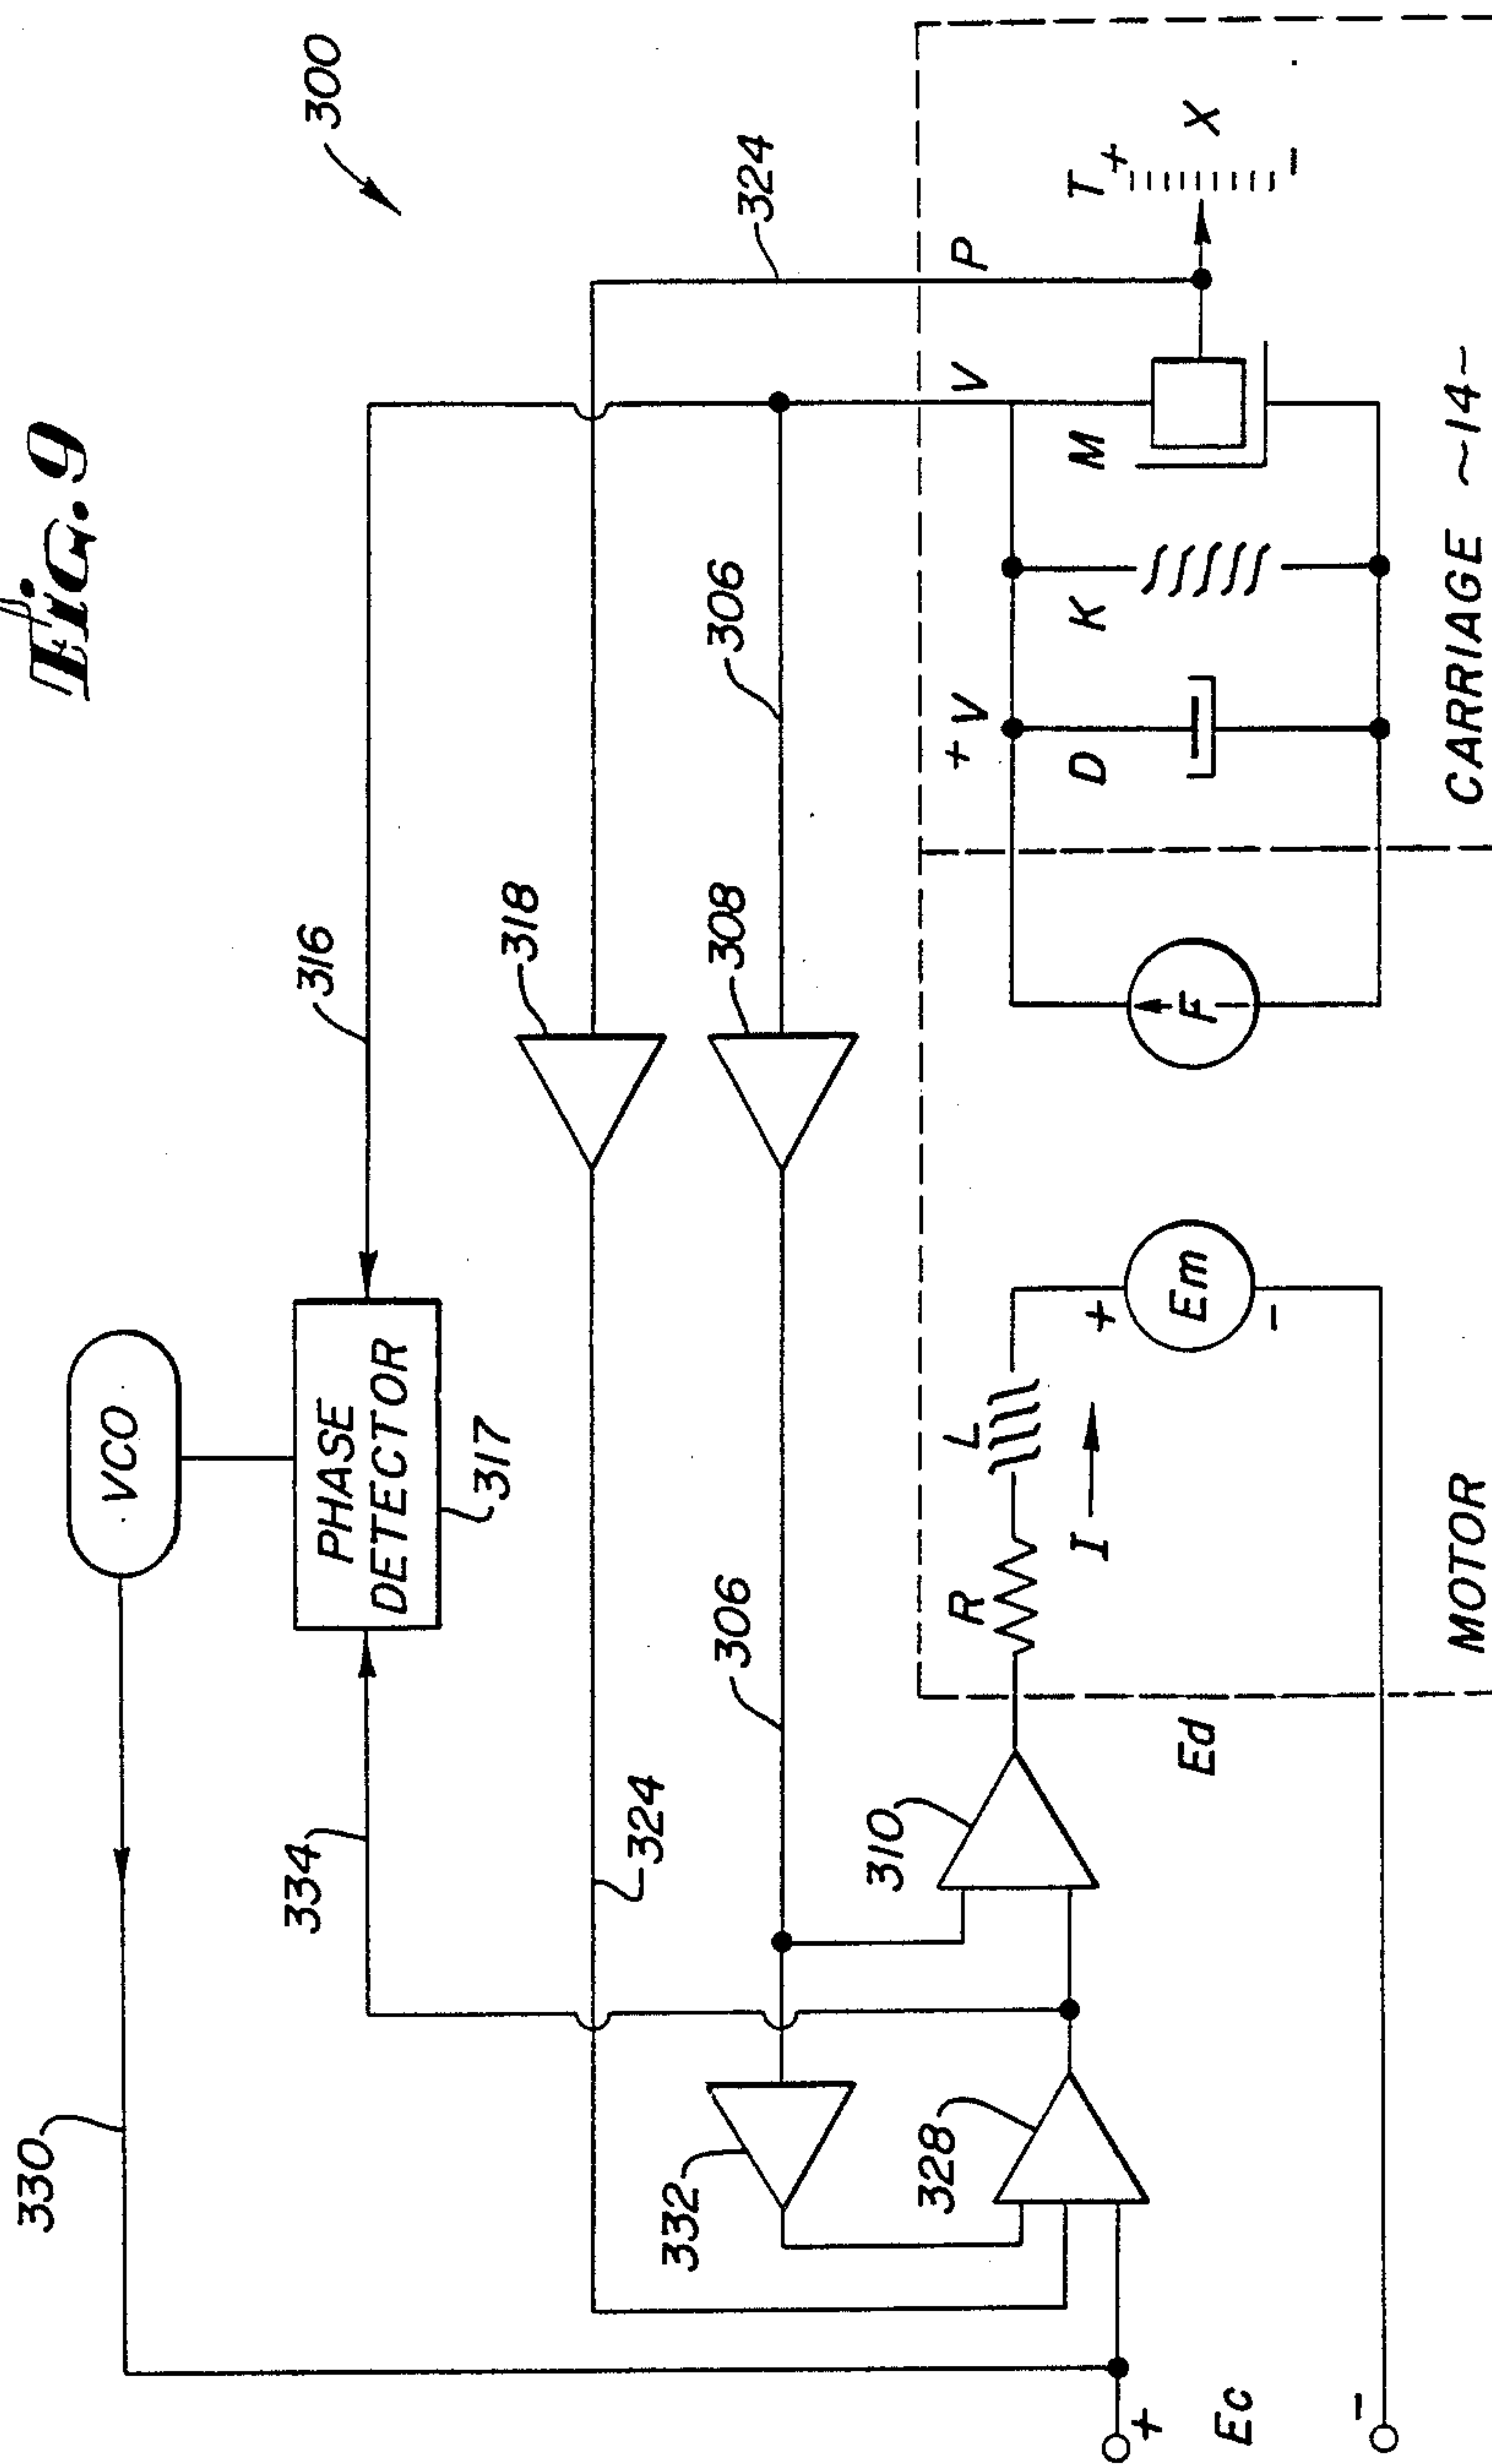 Fig. 9
300
330
VCO
334
PHASE
DETECTOR
317
316
324
318
324
332
306
308
306
328
310
Ed
R
L
I
+
Em
-
F
+
V
D
K
V
M
P
T
+
X
-
+
Ec
-
MOTOR
CARRIAGE ~14~